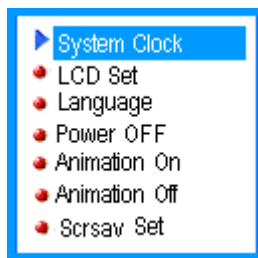 System Clock
LCD Set
Language
Power OFF
Animation On
Animation Off
Scrsav Set